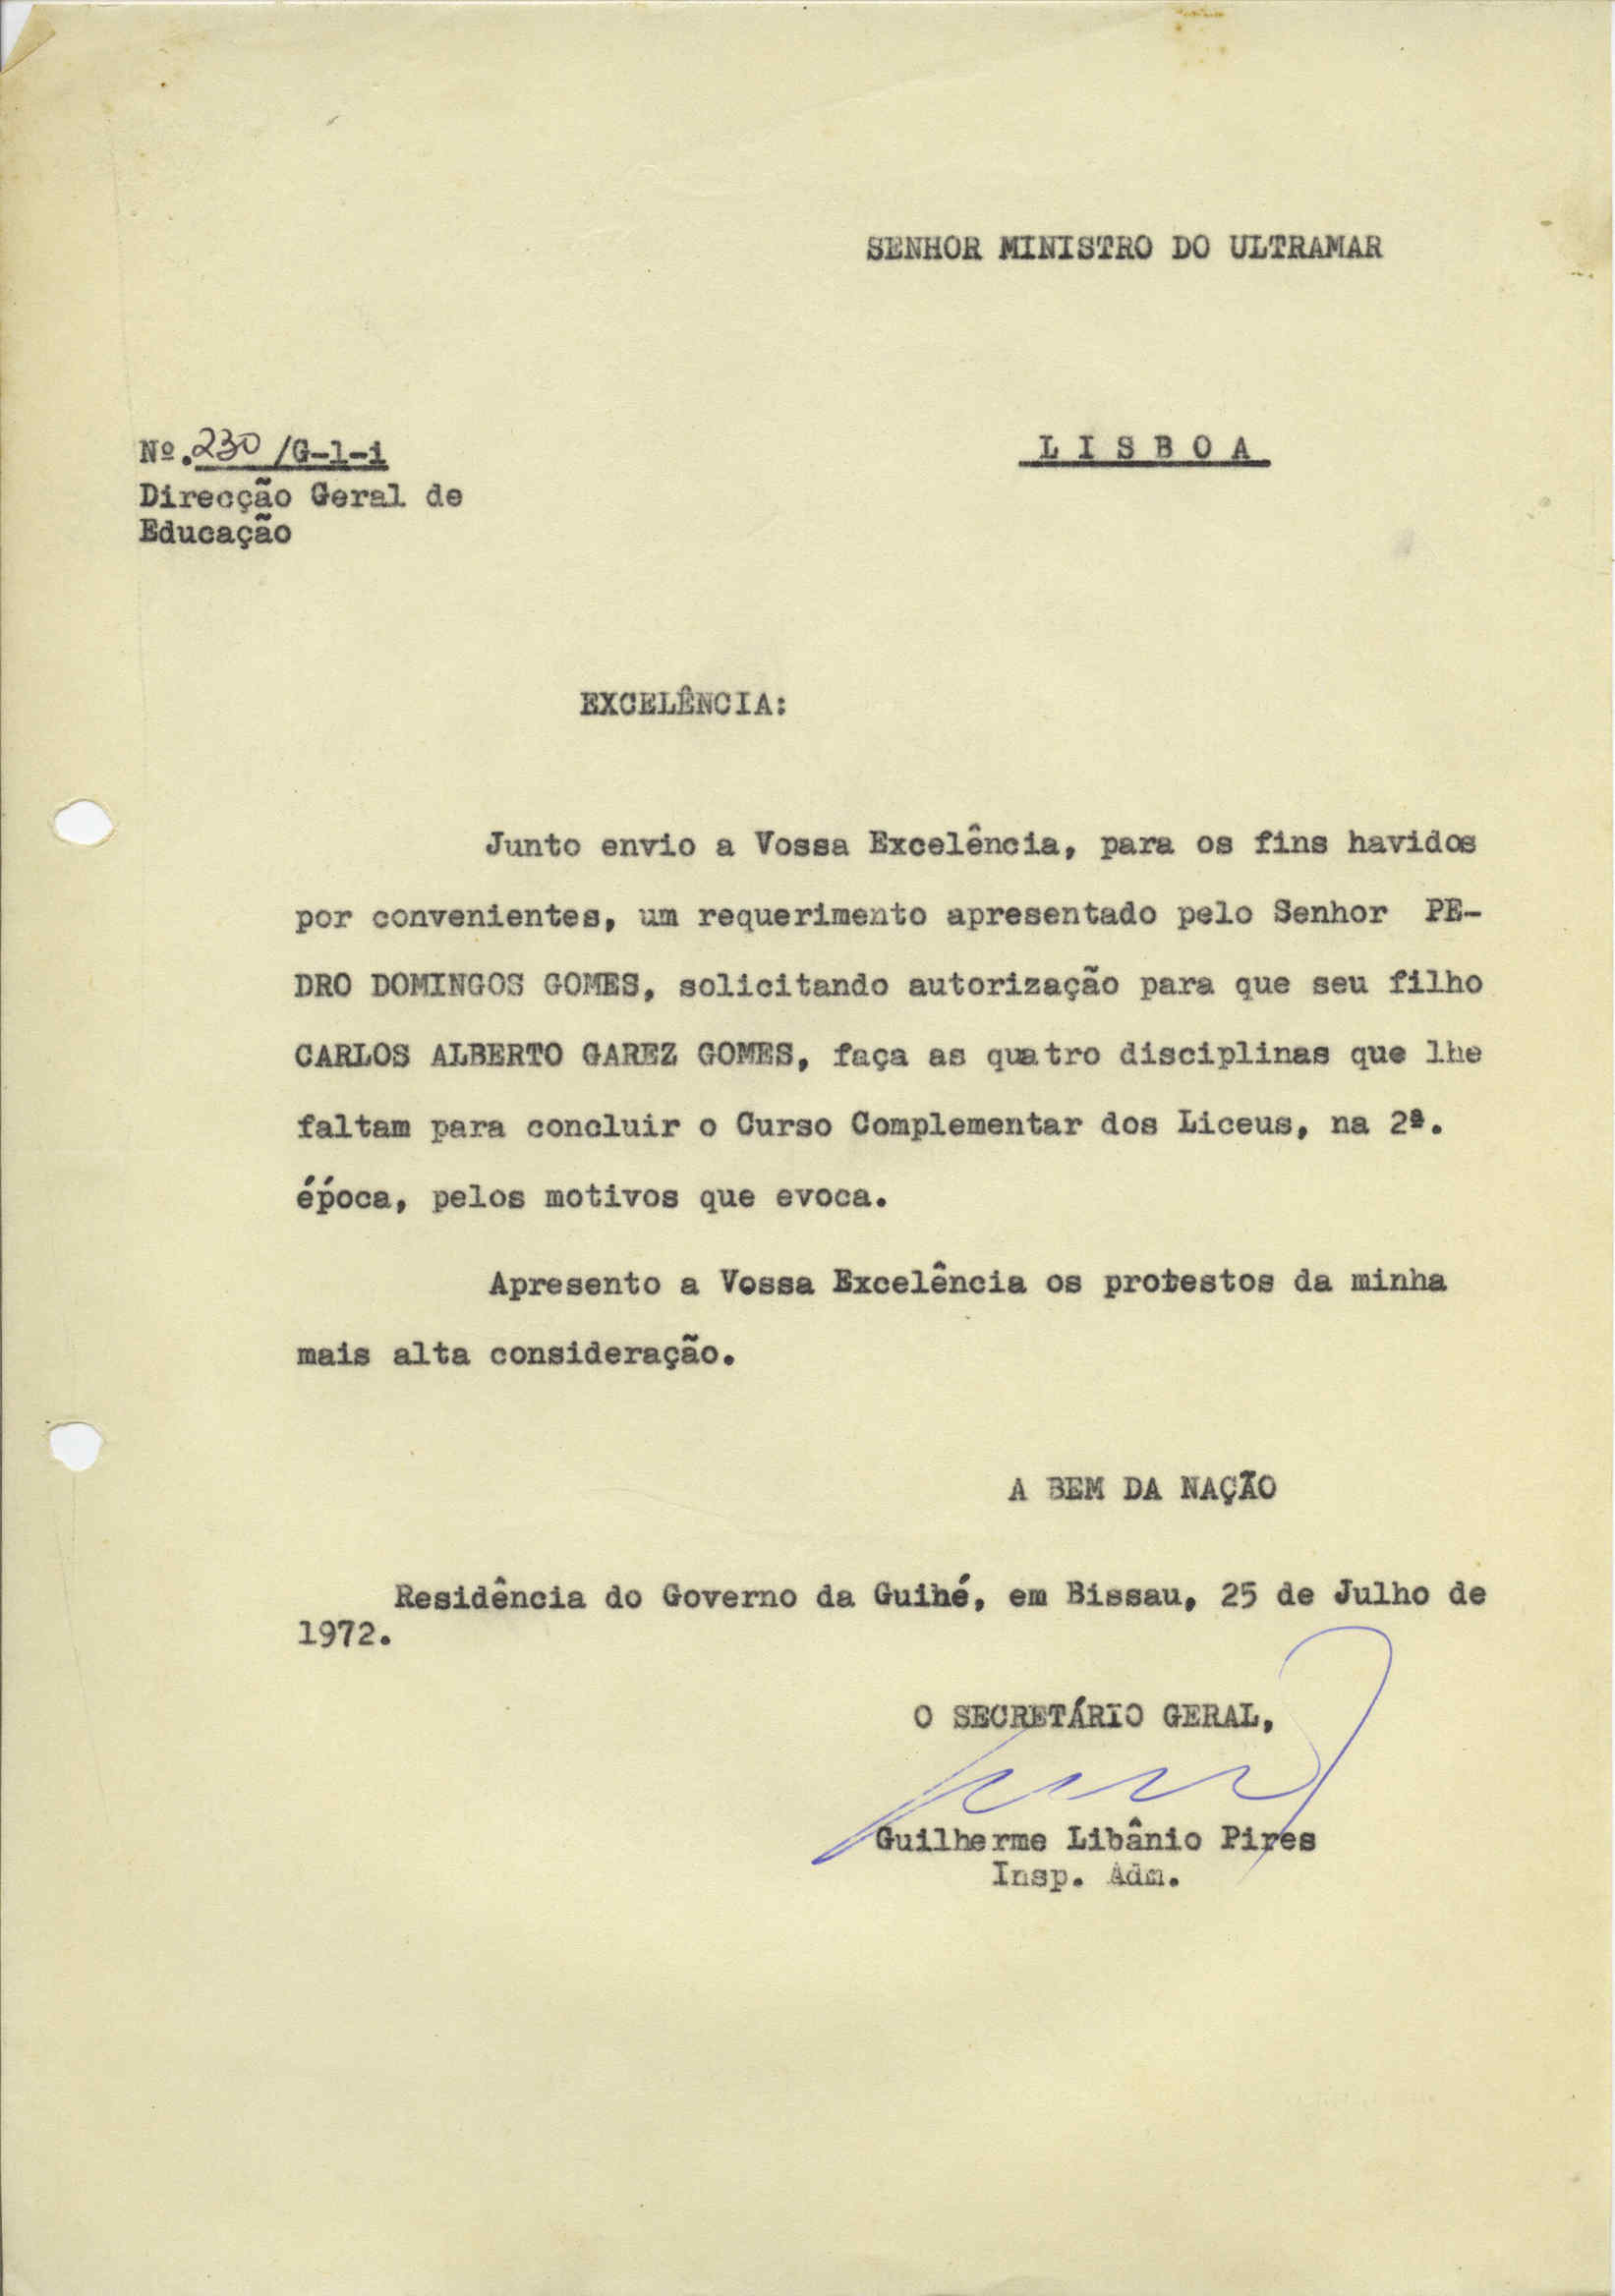 SENHOR MINISTRO DO ULTRAMAR
Nº.230/G-1-i
L I S B O A
Direcção Geral de
Educação
EXCELÊNCIA:
Junto envio a Vossa Excelência, para os fins havidos
por convenientes, um requerimento apresentado pelo Senhor PE-
DRO DOMINGOS GOMES, solicitando autorização para que seu filho
CARLOS ALBERTO GAREZ GOMES, faça as quatro disciplinas que lhe
faltam para concluir o Curso Complementar dos Liceus, na 2ª.
époça, pelos motivos que evoca.
Apresento a Vossa Excelência os protestos da minha
mais alta consideração.
A BEM DA NAÇÃO
Residência do Governo da Guiné, em Bissau, 25 de Julho de
1972.
O SECRETÁRIO GERAL,
Guilherme Libânio Pires
Insp. Adm.